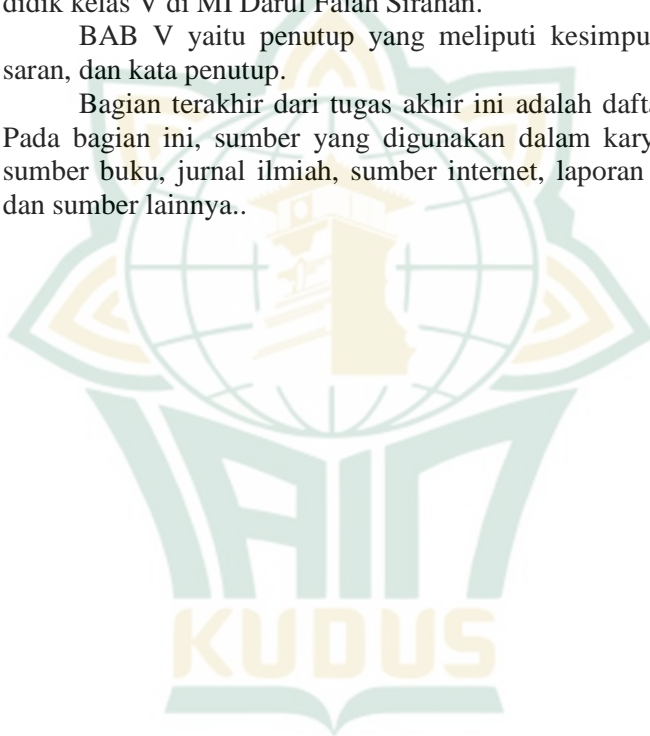 didik kelas V di MI Darul Falah Sirahan.
BAB V yaitu penutup yang meliputi kesimpu
saran, dan kata penutup.
Bagian terakhir dari tugas akhir ini adalah dafta
Pada bagian ini, sumber yang digunakan dalam kary
sumber buku, jurnal ilmiah, sumber internet, laporan
dan sumber lainnya..
IAIN
KUDUS